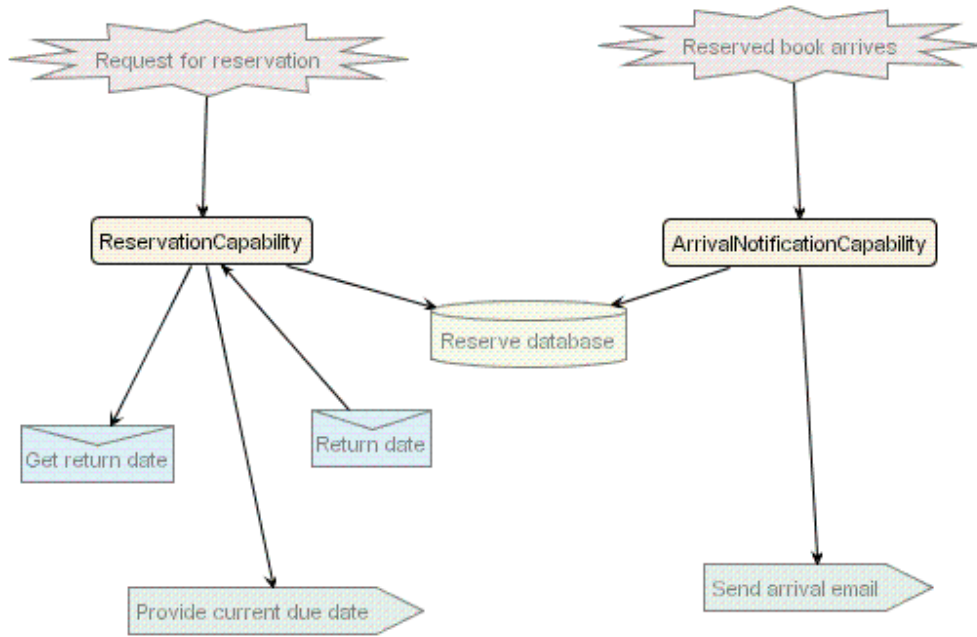 Request for reservation
Reserved book arrives
ReservationCapability
ArrivalNotificationCapability
Reserve database
Return date
Get return date
Send arrival email
Provide current due date